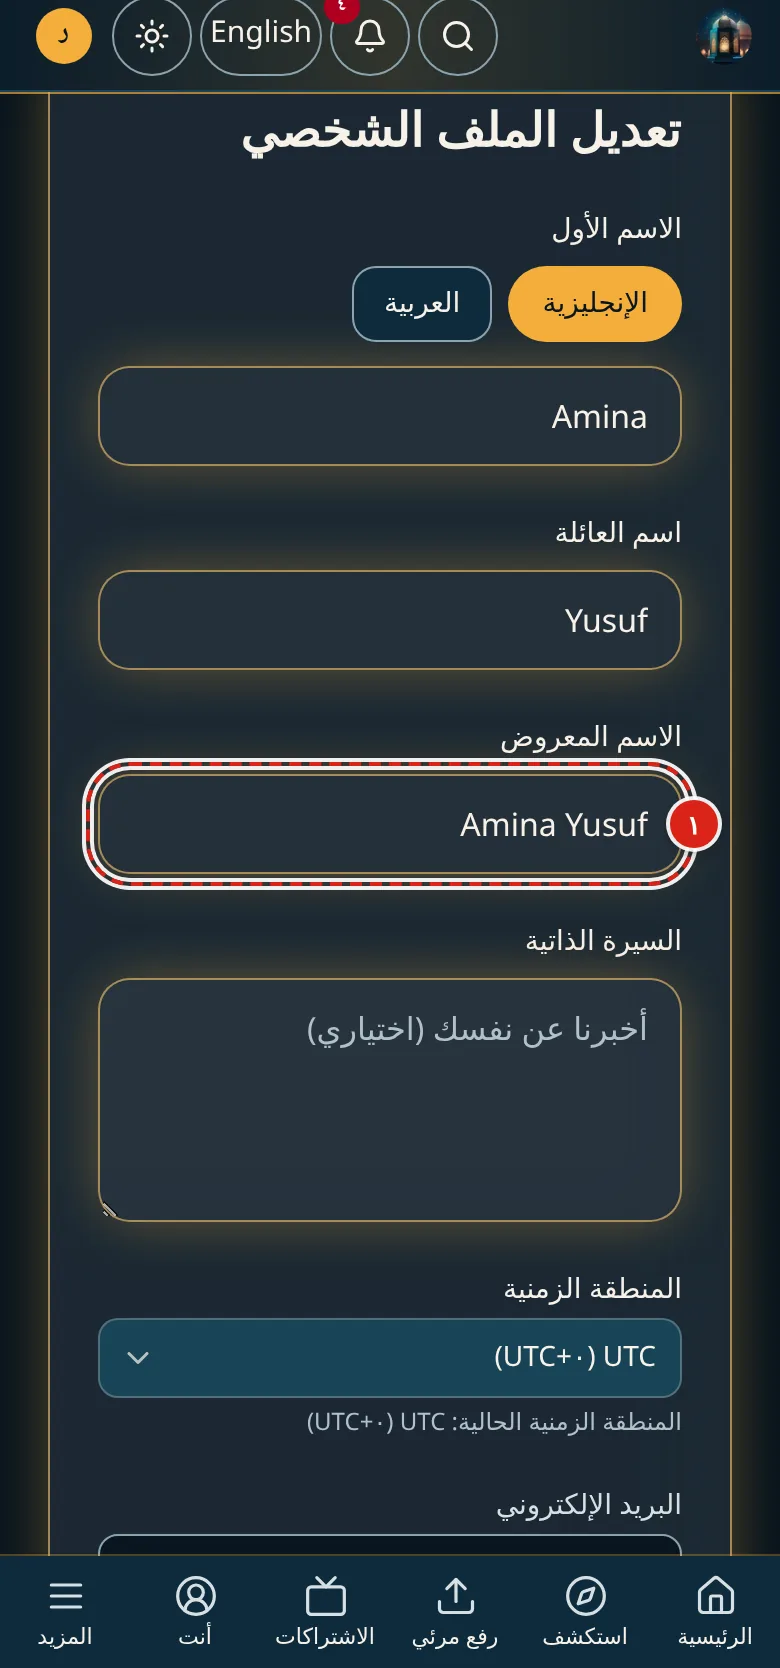 ٤
English
ر
تعديل الملف الشخصي
الاسم الأول
الإنجليزية
العربية
Amina
اسم العائلة
Yusuf
الاسم المعروض
Amina Yusuf
١
السيرة الذاتية
أخبرنا عن نفسك (اختياري)
المنطقة الزمنية
UTC (UTC+٠)
المنطقة الزمنية الحالية: UTC (UTC+٠)
البريد الإلكتروني
الرئيسية
استكشف
رفع مرئي
الاشتراكات
أنت
المزيد